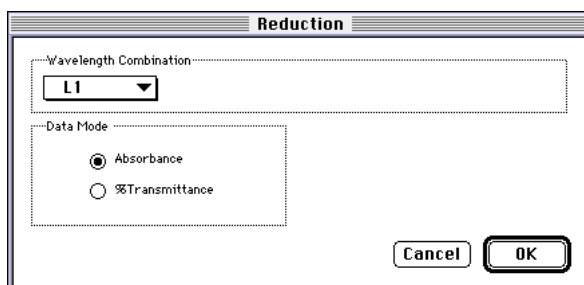 Reduction
Wavelength Combination
L1
Data Mode
Absorbance
%Transmittance
Cancel OK